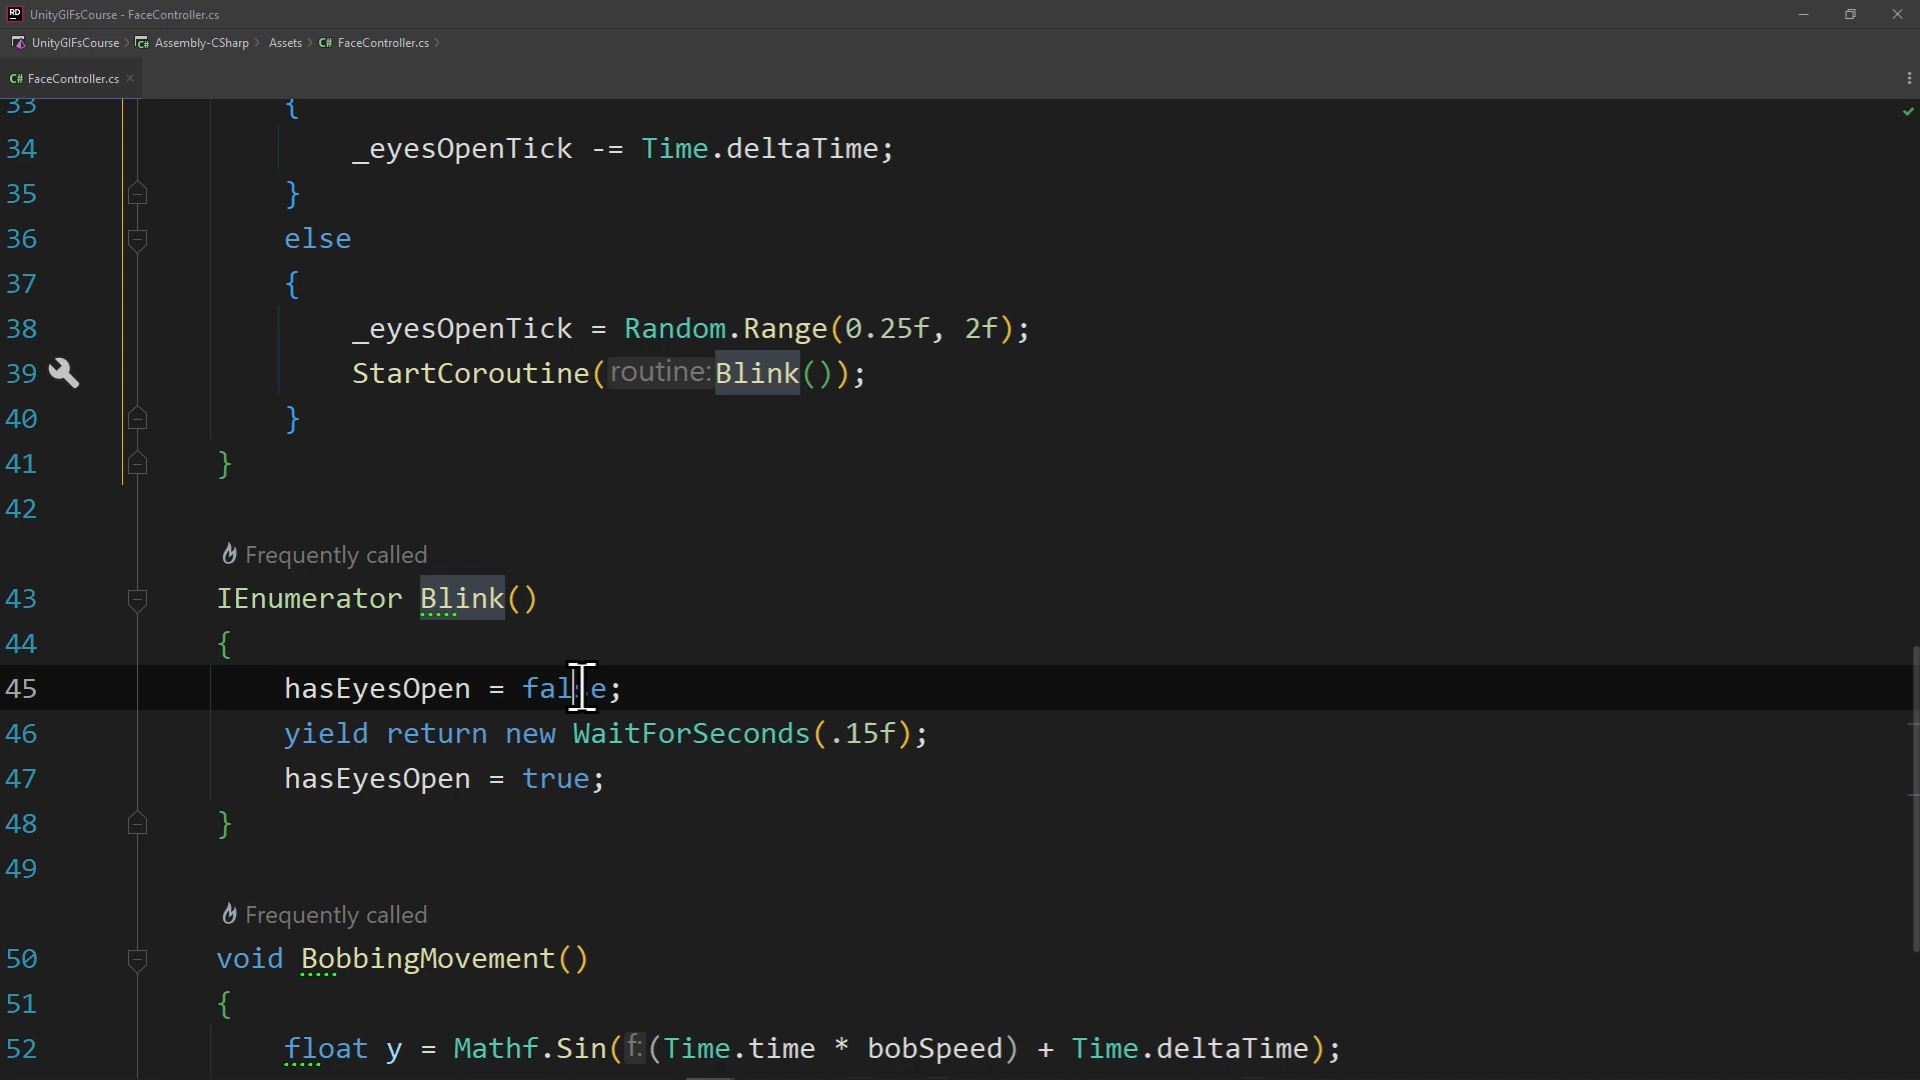 RD UnityGIFsCourse - FaceController.cs
UnityGIFsCourse > C# Assembly-CSharp > Assets > C# FaceController.cs >
C# FaceController.cs ×
33 {
34 _eyesOpenTick -= Time.deltaTime;
35 }
36 else
37 {
38 _eyesOpenTick = Random.Range(0.25f, 2f);
39 StartCoroutine(routine: Blink());
40 }
41 }
42
Frequently called
43 IEnumerator Blink()
44 {
45 hasEyesOpen = false;
46 yield return new WaitForSeconds(.15f);
47 hasEyesOpen = true;
48 }
49
Frequently called
50 void BobbingMovement()
51 {
52 float y = Mathf.Sin(f: (Time.time * bobSpeed) + Time.deltaTime);